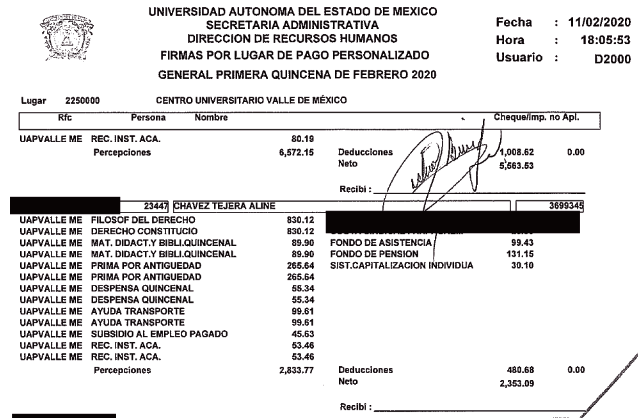 UNIVERSIDAD AUTONOMA DEL ESTADO DE MEXICO
SECRETARIA ADMINISTRATIVA
DIRECCION DE RECURSOS HUMANOS
FIRMAS POR LUGAR DE PAGO PERSONALIZADO
GENERAL PRIMERA QUINCENA DE FEBRERO 2020
Fecha : 11/02/2020
Hora : 18:05:53
Usuario : D2000
Lugar 2250000 CENTRO UNIVERSITARIO VALLE DE MÉXICO
Rfc Persona Nombre Cheque/imp. no Apl.
UAPVALLE ME REC. INST. ACA. 80.19
Percepciones 6,572.15 Deducciones 1,008.62 0.00
Neto 5,563.53
Recibi :
23447 CHAVEZ TEJERA ALINE 3699345
UAPVALLE ME FILOSOF DEL DERECHO 830.12
UAPVALLE ME DERECHO CONSTITUCIO 830.12
UAPVALLE ME MAT. DIDACT.Y BIBLI.QUINCENAL 89.90 FONDO DE ASISTENCIA 99.43
UAPVALLE ME MAT. DIDACT.Y BIBLI.QUINCENAL 89.90 FONDO DE PENSION 131.15
UAPVALLE ME PRIMA POR ANTIGUEDAD 265.64 SIST.CAPITALIZACION INDIVIDUA 30.10
UAPVALLE ME PRIMA POR ANTIGUEDAD 265.64
UAPVALLE ME DESPENSA QUINCENAL 55.34
UAPVALLE ME DESPENSA QUINCENAL 55.34
UAPVALLE ME AYUDA TRANSPORTE 99.61
UAPVALLE ME AYUDA TRANSPORTE 99.61
UAPVALLE ME SUBSIDIO AL EMPLEO PAGADO 45.63
UAPVALLE ME REC. INST. ACA. 53.46
UAPVALLE ME REC. INST. ACA. 53.46
Percepciones 2,833.77 Deducciones 480.68 0.00
Neto 2,353.09
Recibi :